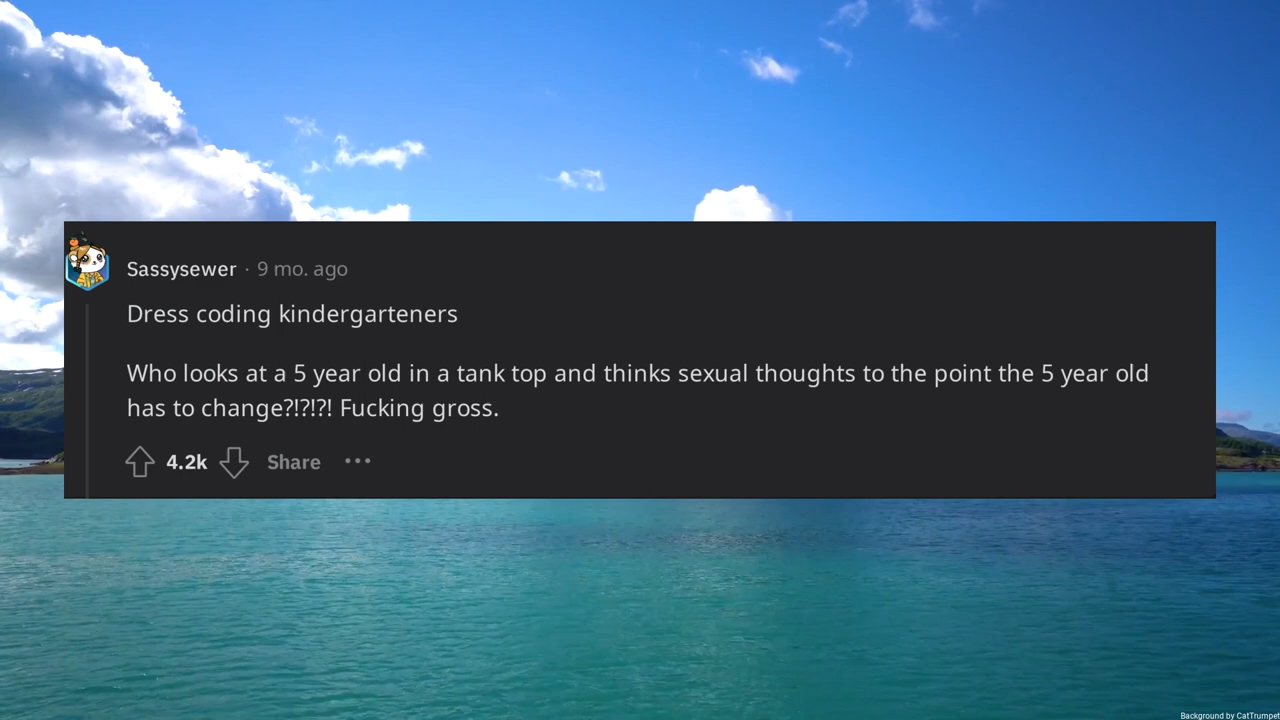 Sassysewer · 9 mo. ago
Dress coding kindergarteners
Who looks at a 5 year old in a tank top and thinks sexual thoughts to the point the 5 year old
has to change?!?!?! Fucking gross.
4.2k Share ···
Background by CatTrumpet